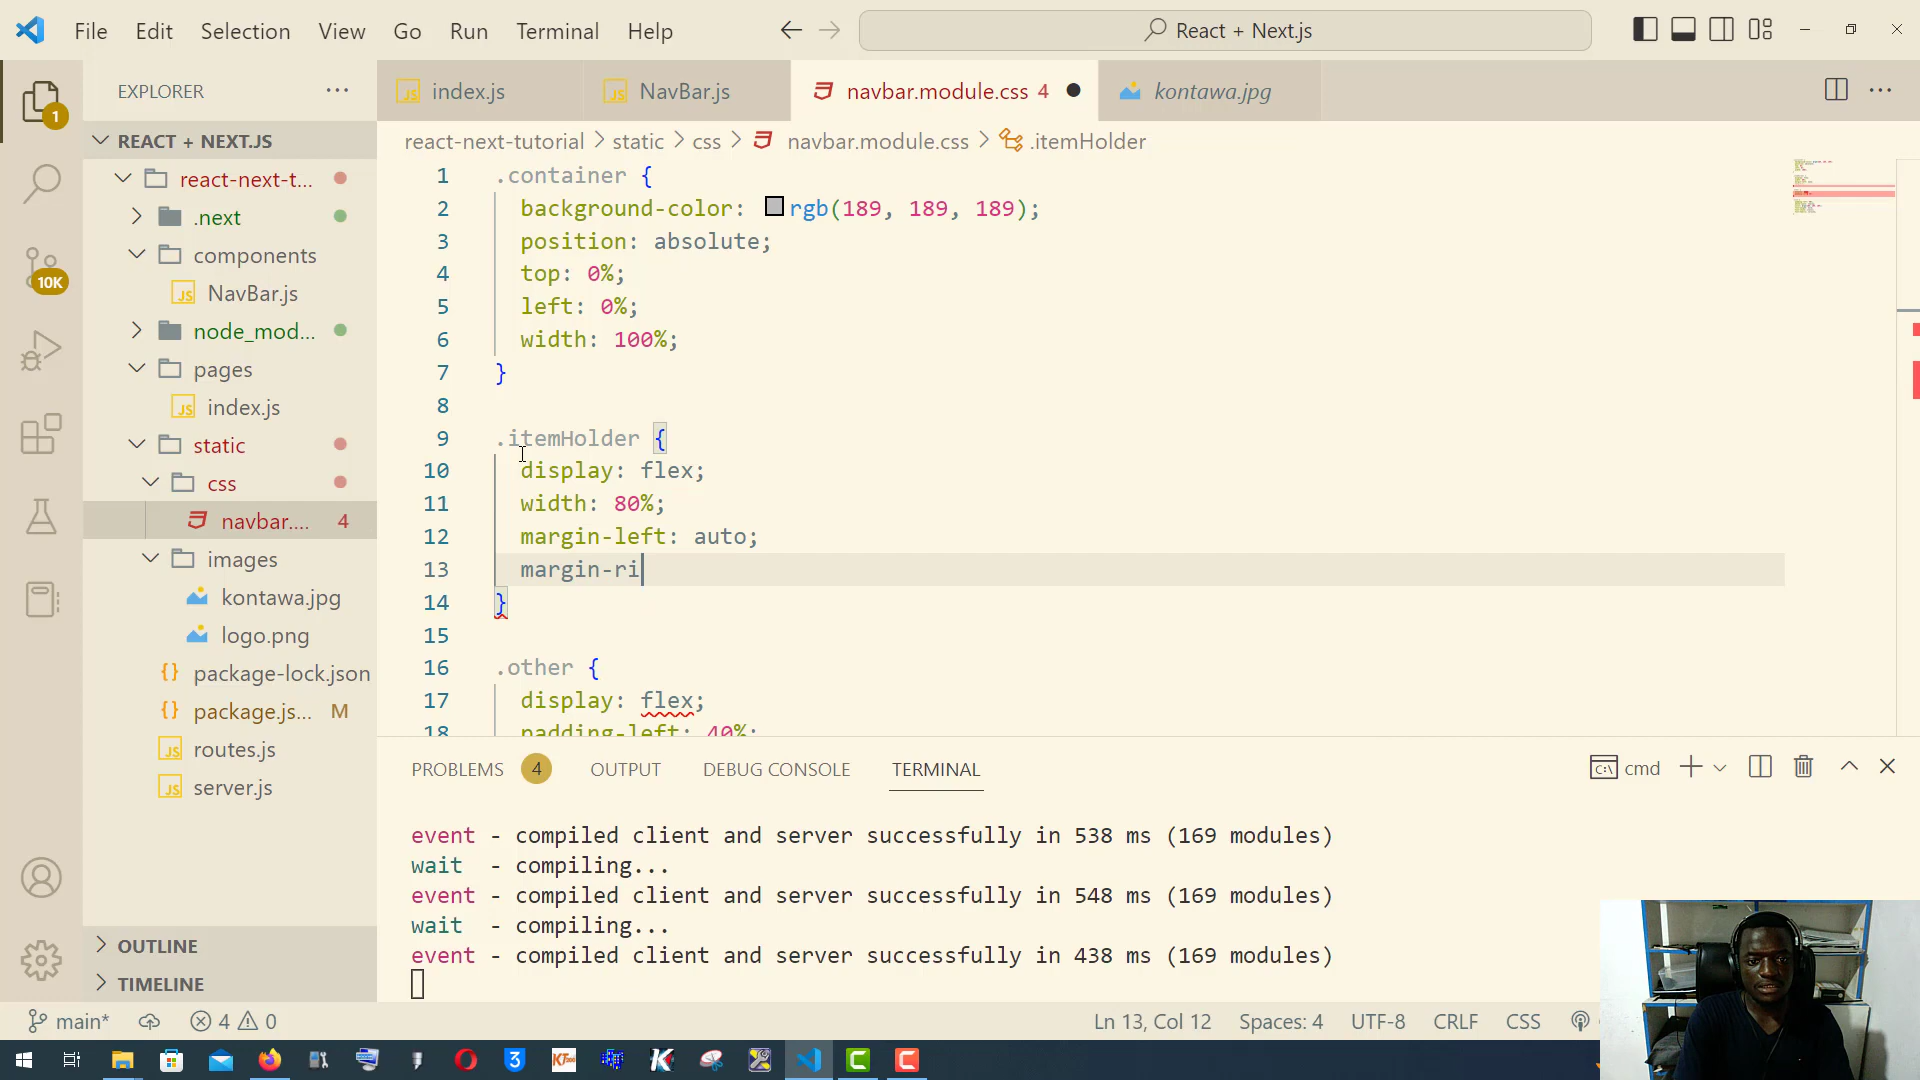 File Edit Selection View Go Run Terminal Help
React + Next.js
EXPLORER
index.js
NavBar.js
navbar.module.css 4
kontawa.jpg
react-next-tutorial > static > css > navbar.module.css > .itemHolder
1
REACT + NEXT.JS
react-next-t...
.next
components
NavBar.js
node_mod...
pages
index.js
static
css
navbar.... 4
images
kontawa.jpg
logo.png
package-lock.json
package.js... M
routes.js
server.js
OUTLINE
TIMELINE
10K
1 .container {
2 background-color: rgb(189, 189, 189);
3 position: absolute;
4 top: 0%;
5 left: 0%;
6 width: 100%;
7 }
8
9 .itemHolder {
10 display: flex;
11 width: 80%;
12 margin-left: auto;
13 margin-ri
14 }
15
16 .other {
17 display: flex;
18 padding-left: 40%;
PROBLEMS 4 OUTPUT DEBUG CONSOLE TERMINAL
cmd
event - compiled client and server successfully in 538 ms (169 modules)
wait - compiling...
event - compiled client and server successfully in 548 ms (169 modules)
wait - compiling...
event - compiled client and server successfully in 438 ms (169 modules)
main* 4 0
Ln 13, Col 12 Spaces: 4 UTF-8 CRLF CSS